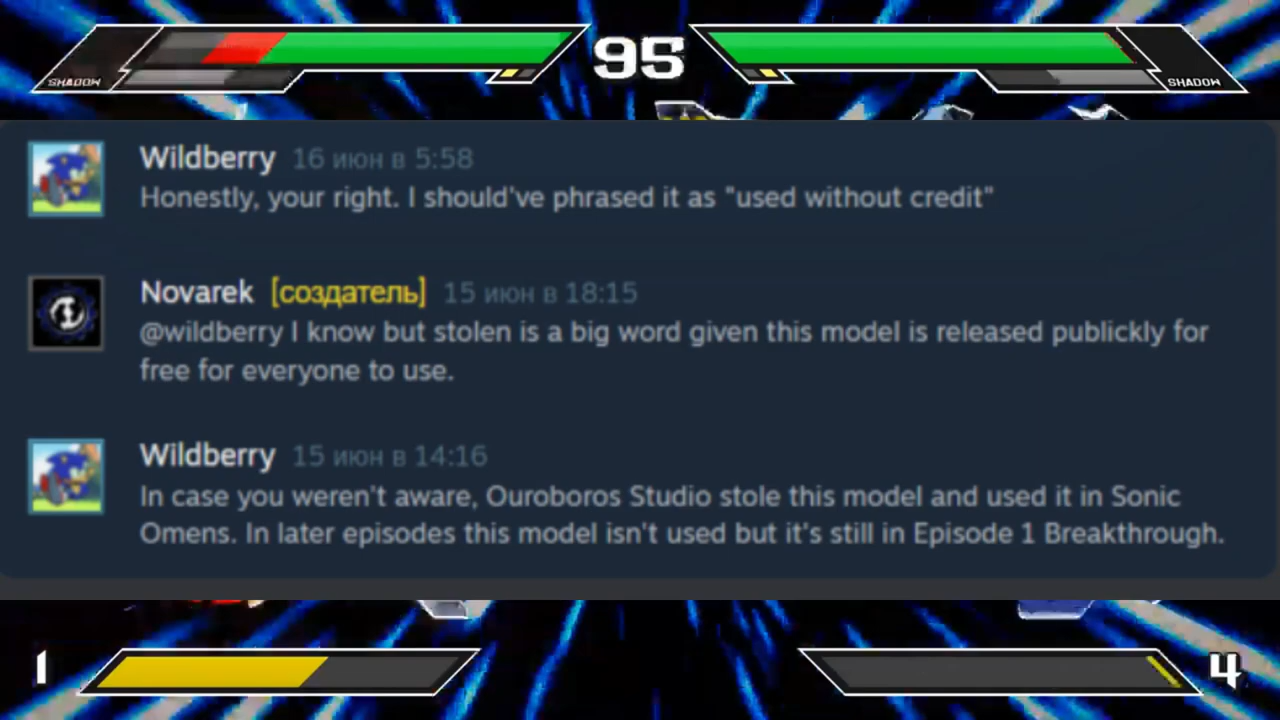 95
SHADOW
SHADOW
Wildberry 16 июн в 5:58
Honestly, your right. I should've phrased it as "used without credit"
Novarek [создатель] 15 июн в 18:15
@wildberry I know but stolen is a big word given this model is released publickly for
free for everyone to use.
Wildberry 15 июн в 14:16
In case you weren't aware, Ouroboros Studio stole this model and used it in Sonic
Omens. In later episodes this model isn't used but it's still in Episode 1 Breakthrough.
1
4